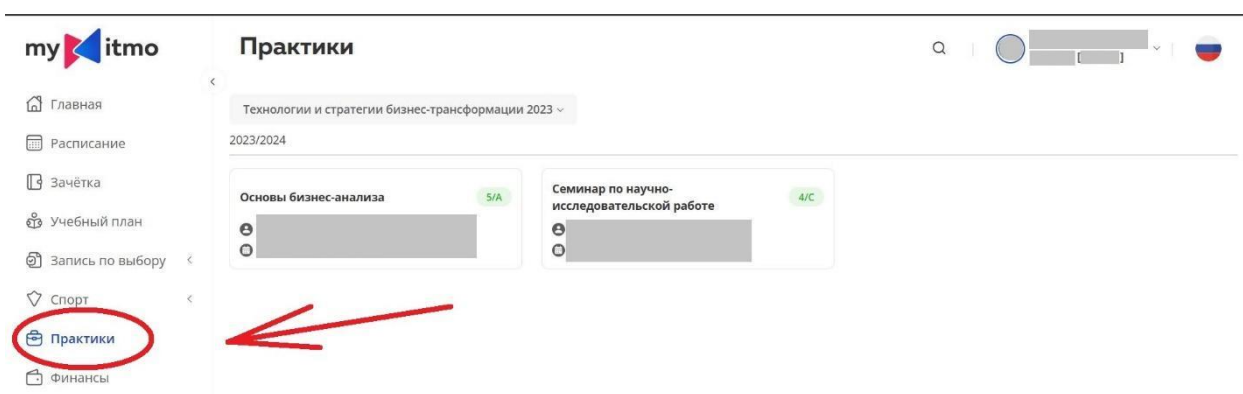 my itmo
Практики
[ ]
Главная
Расписание
Зачётка
Учебный план
Запись по выбору
Спорт
Практики
Финансы
Технологии и стратегии бизнес-трансформации 2023
2023/2024
Основы бизнес-анализа
5/A
Семинар по научно-
исследовательской работе
4/C